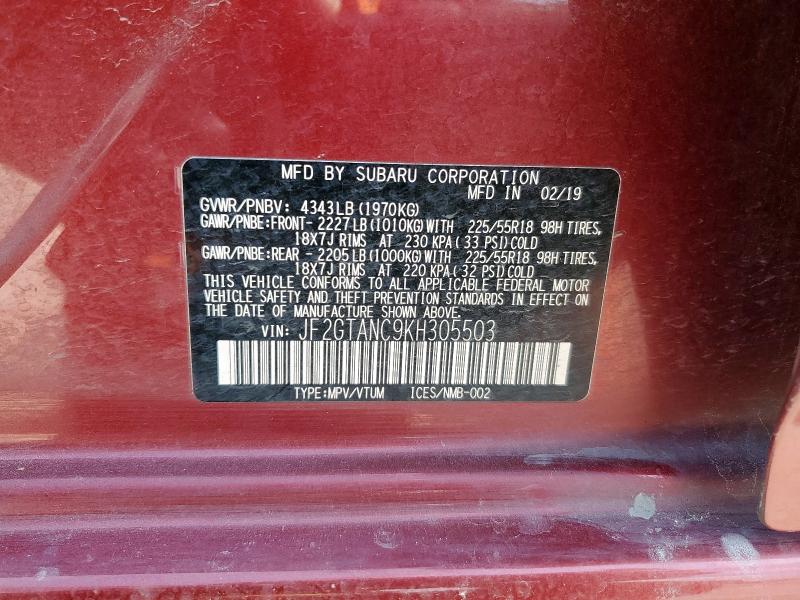 MFD BY SUBARU CORPORATION
MFD IN 02/19
GVWR/PNBV: 4343LB(1970KG)
GAWR/PNBE:FRONT- 2227LB(1010KG)WITH 225/55R18 98H TIRES,
18X7J RIMS AT 230 KPA( 33 PSI)COLD
GAWR/PNBE:REAR - 2205LB(1000KG)WITH 225/55R18 98H TIRES,
18X7J RIMS AT 220 KPA( 32 PSI)COLD
THIS VEHICLE CONFORMS TO ALL APPLICABLE FEDERAL MOTOR
VEHICLE SAFETY AND THEFT PREVENTION STANDARDS IN EFFECT ON
THE DATE OF MANUFACTURE SHOWN ABOVE.
VIN: JF2GTANC9KH305503
TYPE:MPV/VTUM ICES/NMB-002